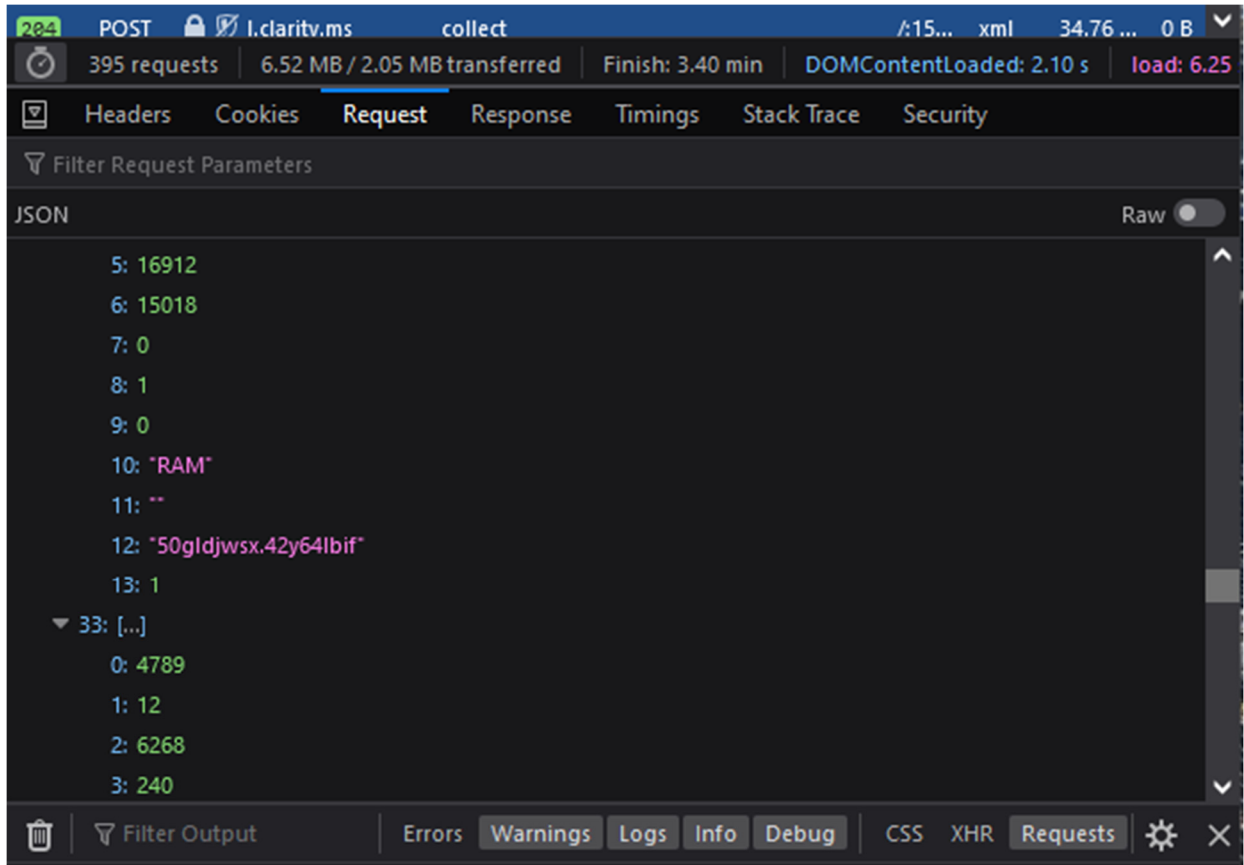 204 POST l.clarity.ms collect /:15... xml 34.76 ... 0 B
395 requests 6.52 MB / 2.05 MB transferred Finish: 3.40 min DOMContentLoaded: 2.10 s load: 6.25
Headers Cookies Request Response Timings Stack Trace Security
Filter Request Parameters
JSON Raw
5: 16912
6: 15018
7: 0
8: 1
9: 0
10: "RAM"
11: ""
12: "50gldjwsx.42y64lbif"
13: 1
33: [...]
0: 4789
1: 12
2: 6268
3: 240
Filter Output Errors Warnings Logs Info Debug CSS XHR Requests